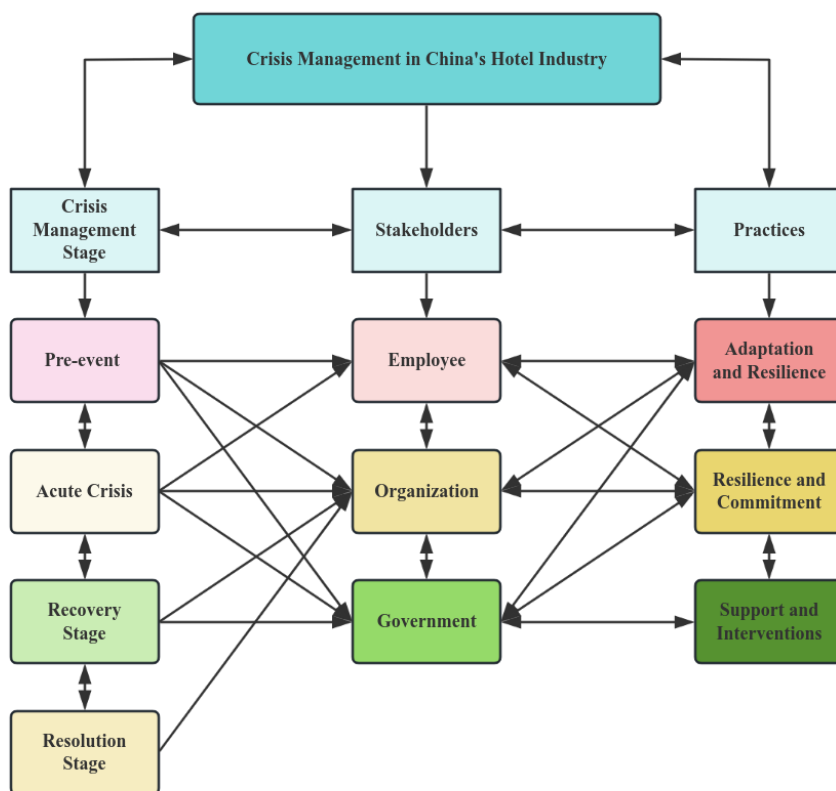 Crisis Management in China's Hotel Industry
Crisis
Management
Stage
Stakeholders
Practices
Pre-event
Employee
Adaptation
and Resilience
Acute Crisis
Organization
Resilience and
Commitment
Recovery
Stage
Government
Support and
Interventions
Resolution
Stage